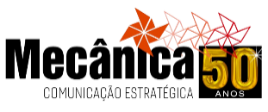 Mecânica 50
COMUNICAÇÃO ESTRATÉGICA ANOS